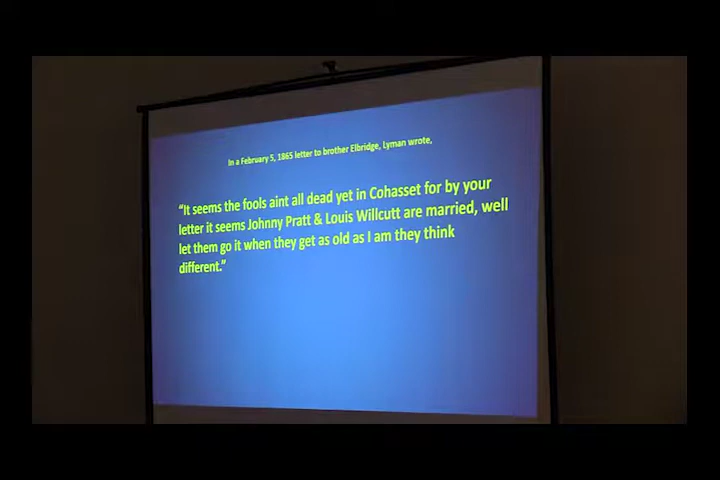 In a February 5, 1865 letter to brother Elbridge, Lyman wrote,
“It seems the fools aint all dead yet in Cohasset for by your
letter it seems Johnny Pratt & Louis Willcutt are married, well
let them go it when they get as old as I am they think
different.”